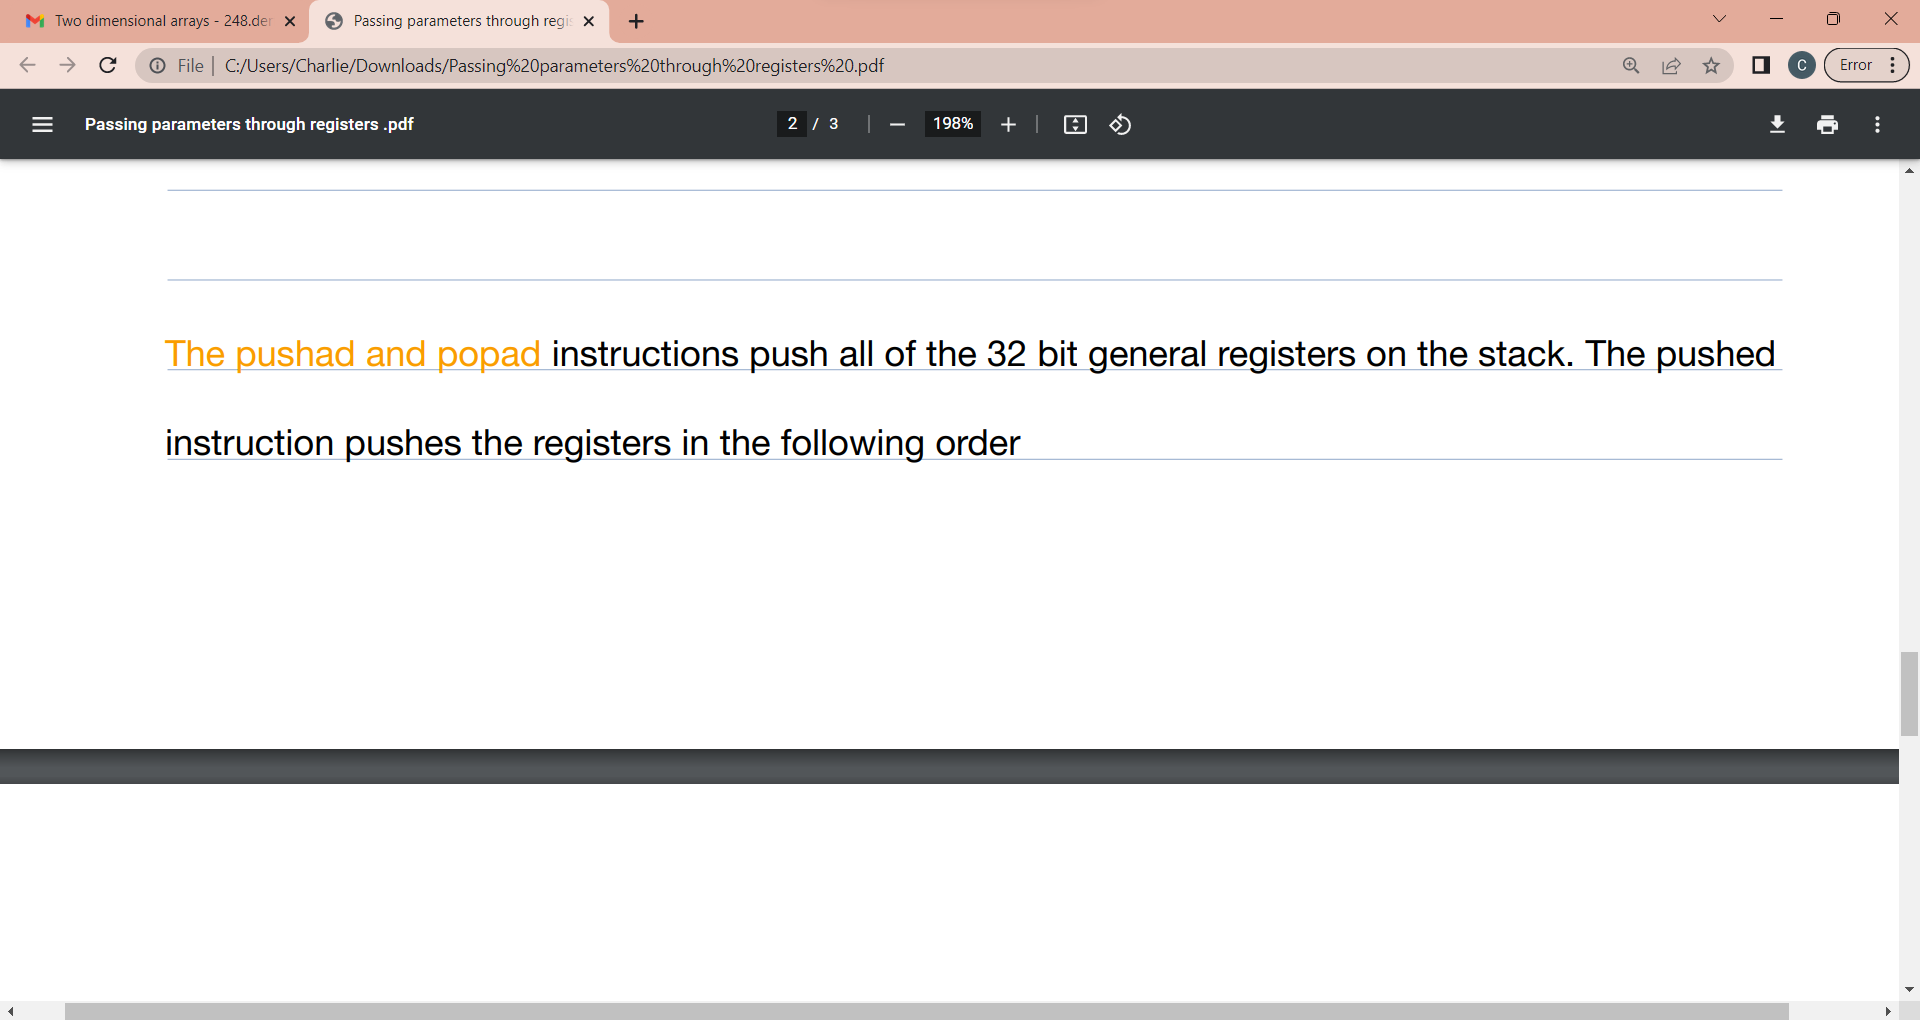 Two dimensional arrays - 248.der
Passing parameters through regis
File | C:/Users/Charlie/Downloads/Passing%20parameters%20through%20registers%20.pdf
C
Error
Passing parameters through registers .pdf
2 / 3
198%
The pushad and popad instructions push all of the 32 bit general registers on the stack. The pushed
instruction pushes the registers in the following order